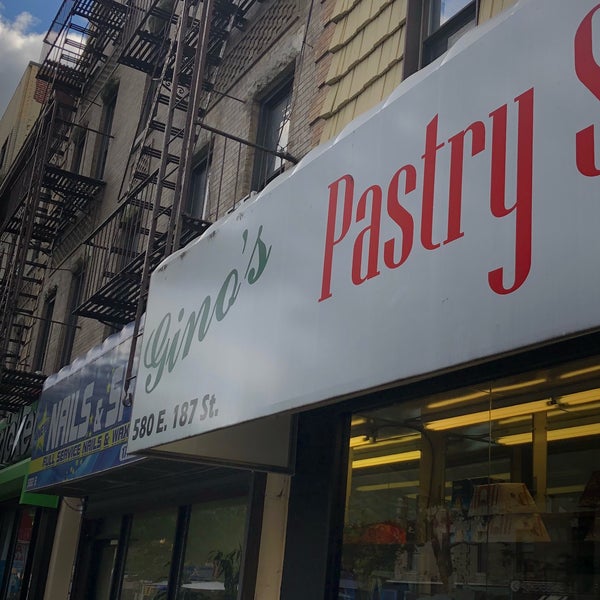 Gino's
Pastry S
580 E. 187 St.
NAILS & S
FULL SERVICE NAILS & WAX